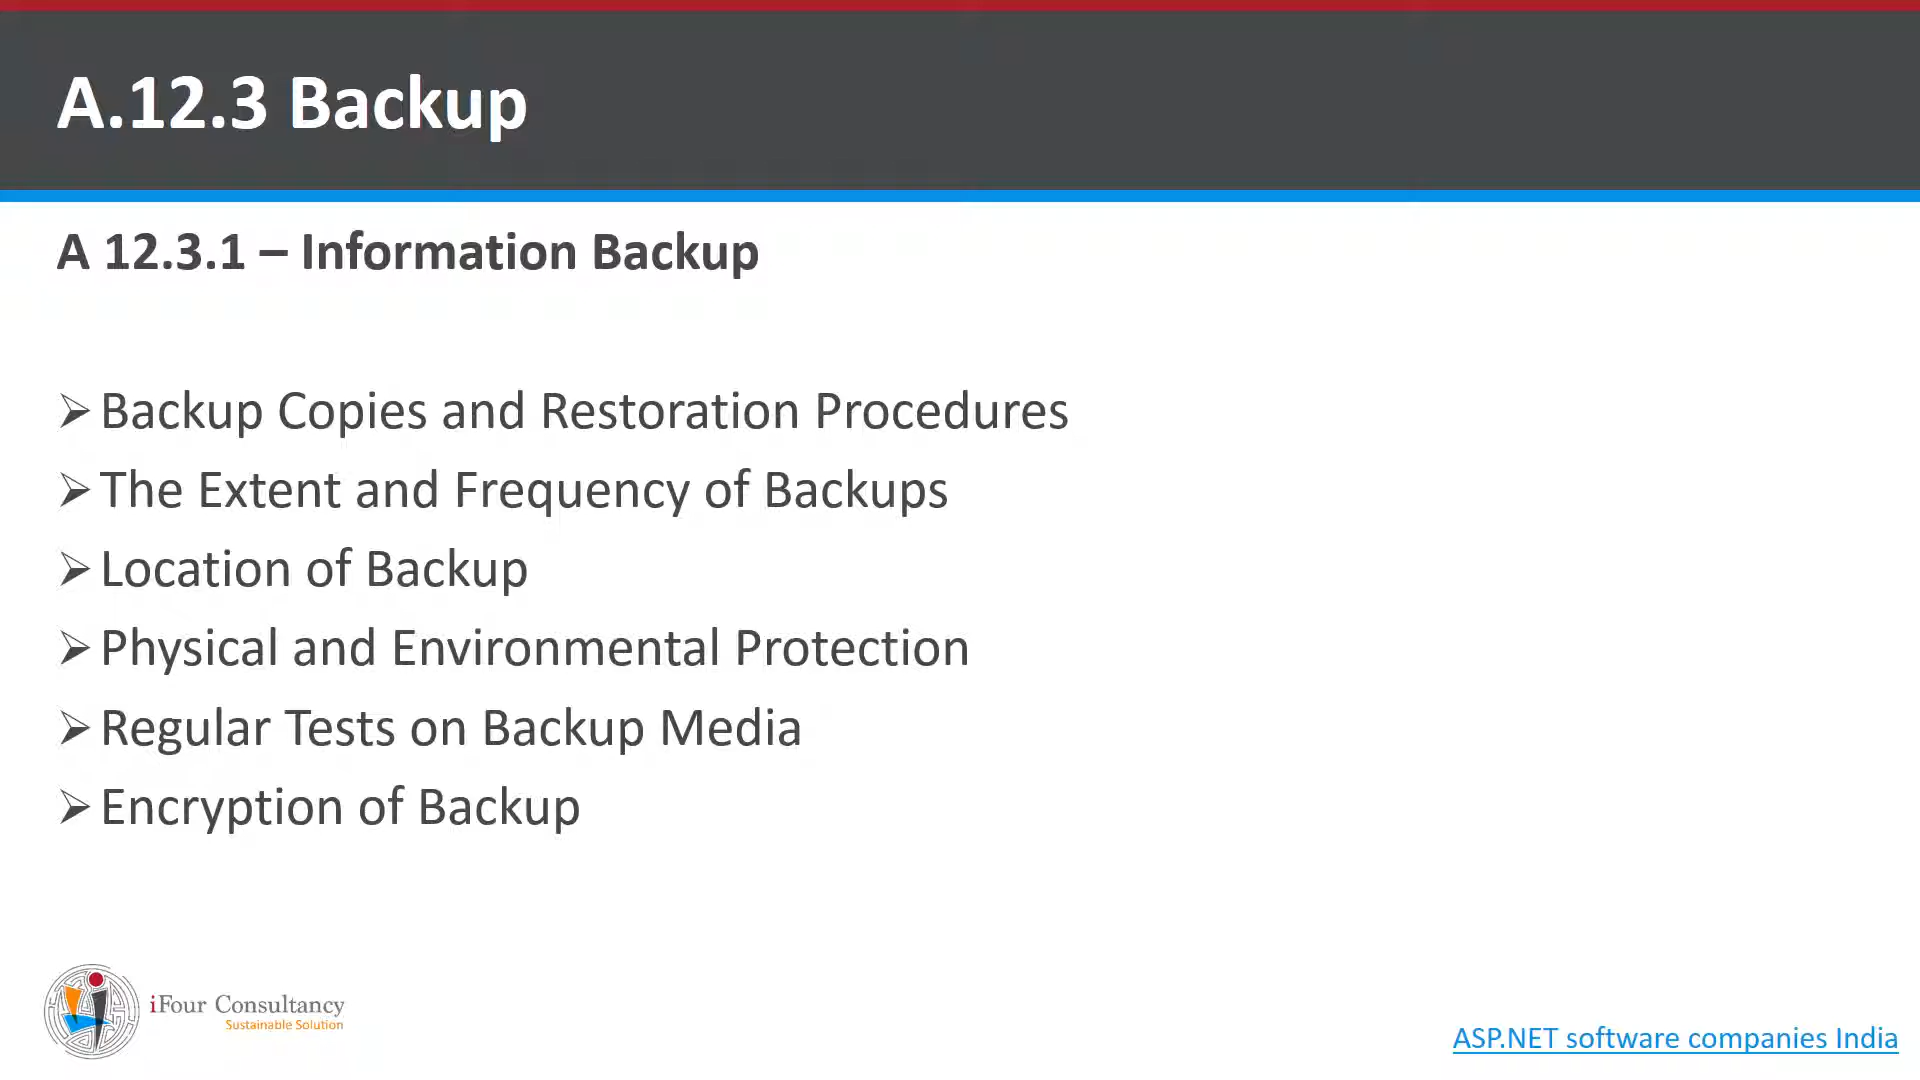 A.12.3 Backup
A 12.3.1 – Information Backup
➢Backup Copies and Restoration Procedures
➢The Extent and Frequency of Backups
➢Location of Backup
➢Physical and Environmental Protection
➢Regular Tests on Backup Media
➢Encryption of Backup
iFour Consultancy
Sustainable Solution
ASP.NET software companies India